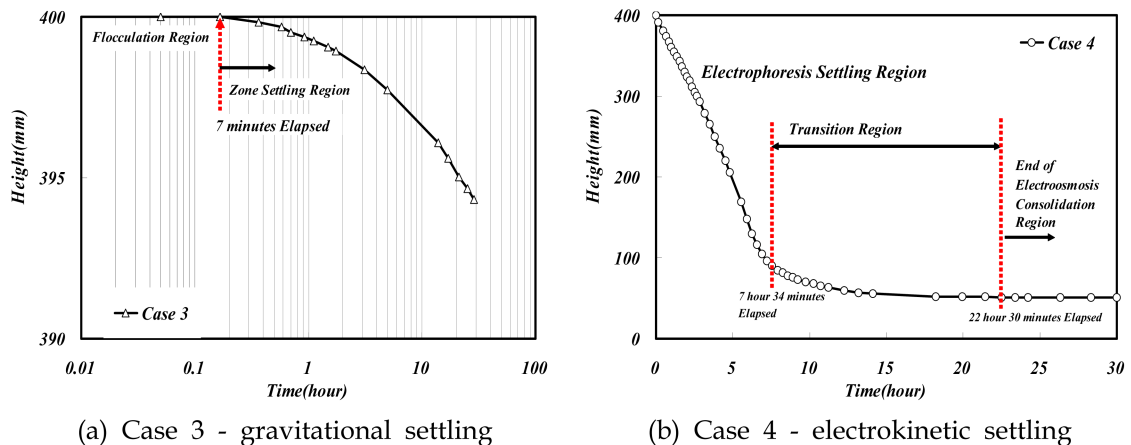 400
395
390
Height(mm)
Flocculation Region
Zone Settling Region
7 minutes Elapsed
Case 3
0.01
0.1
1
10
100
Time(hour)
(a) Case 3 - gravitational settling
400
300
200
100
0
Height(mm)
Case 4
Electrophoresis Settling Region
Transition Region
End of
Electroosmosis
Consolidation
Region
7 hour 34 minutes
Elapsed
22 hour 30 minutes Elapsed
0
5
10
15
20
25
30
Time(hour)
(b) Case 4 - electrokinetic settling